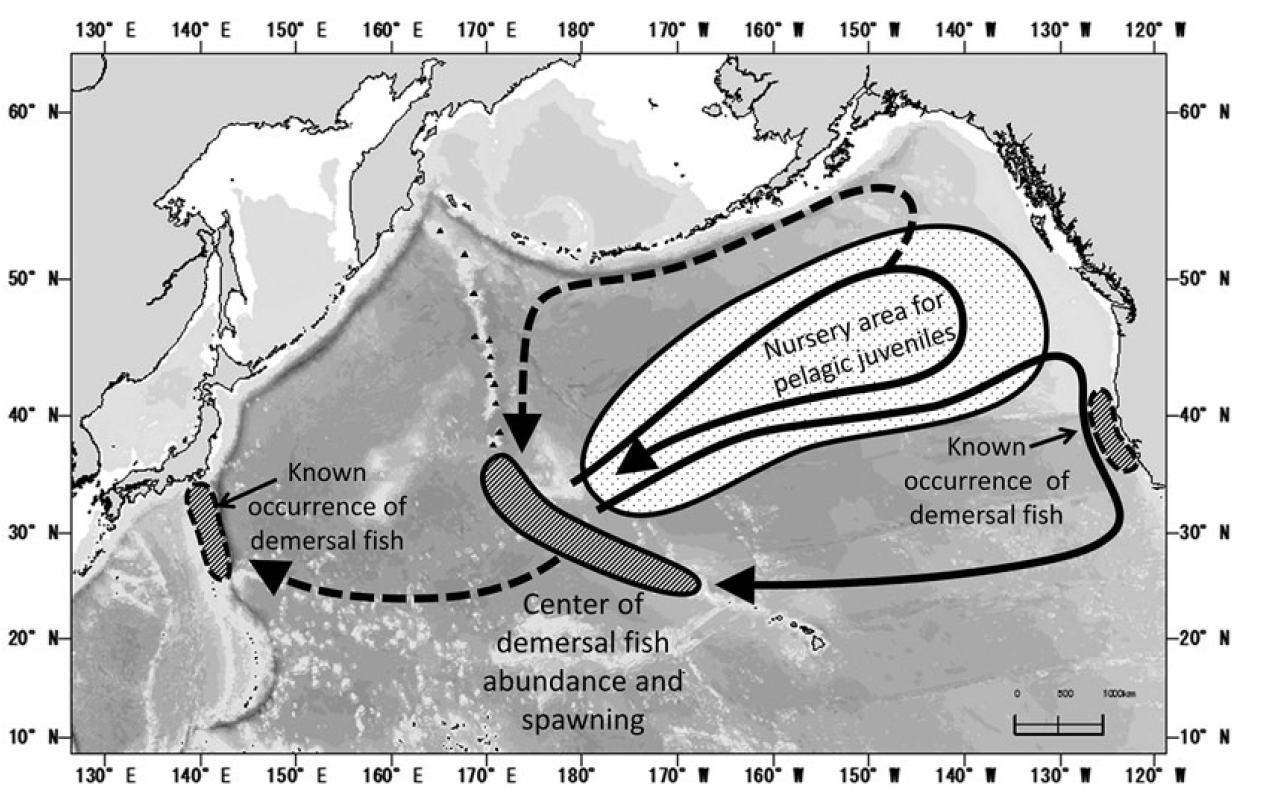 130° E 140° E 150° E 160° E 170° E 180° 170° W 160° W 150° W 140° W 130° W 120° W
60° N 60° N
50° N 50° N
Nursery area for
pelagic juveniles
40° N 40° N
Known
occurrence of
demersal fish
Known
occurrence of
demersal fish
30° N 30° N
Center of
demersal fish
abundance and
spawning
20° N 20° N
0 500 1000km
10° N 10° N
130° E 140° E 150° E 160° E 170° E 180° 170° W 160° W 150° W 140° W 130° W 120° W